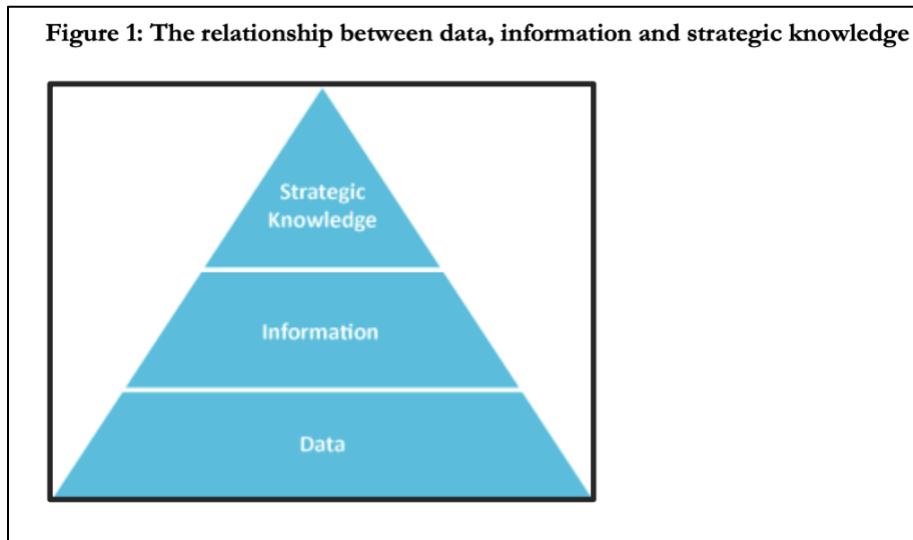 Figure 1: The relationship between data, information and strategic knowledge
Strategic
Knowledge
Information
Data